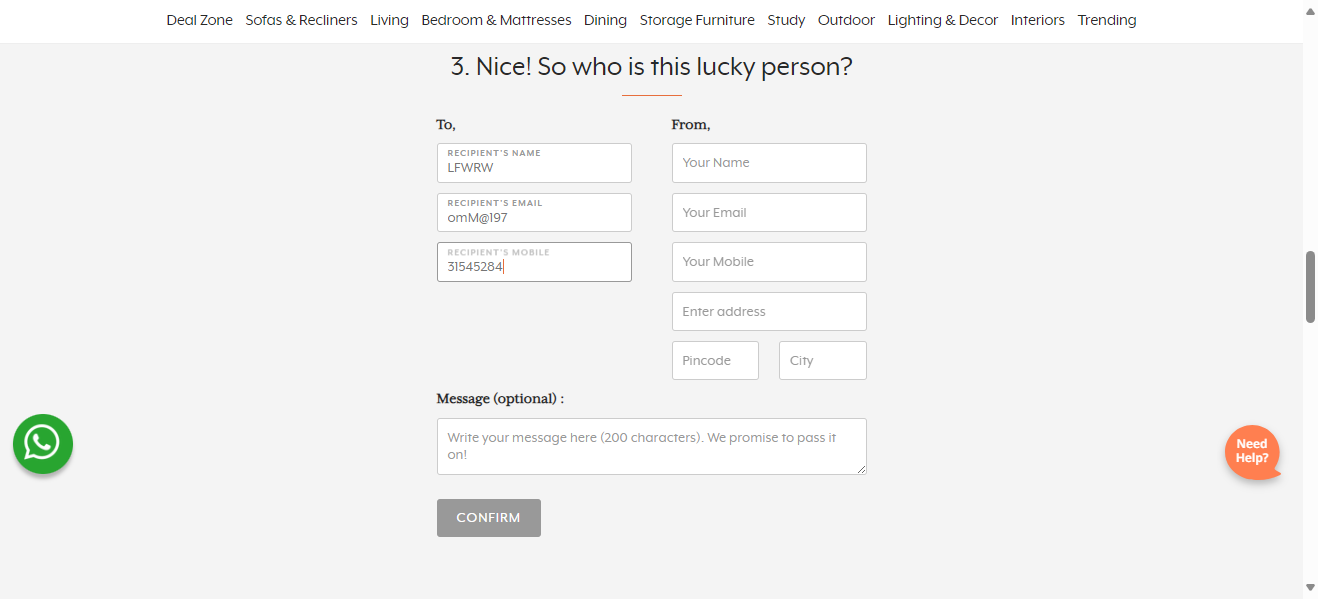 Deal Zone Sofas & Recliners Living Bedroom & Mattresses Dining Storage Furniture Study Outdoor Lighting & Decor Interiors Trending
3. Nice! So who is this lucky person?
To,
RECIPIENT'S NAME
LFWRW
RECIPIENT'S EMAIL
omM@197
RECIPIENT'S MOBILE
31545284
From,
Your Name
Your Email
Your Mobile
Enter address
Pincode City
Message (optional) :
Write your message here (200 characters). We promise to pass it
on!
CONFIRM
Need
Help?